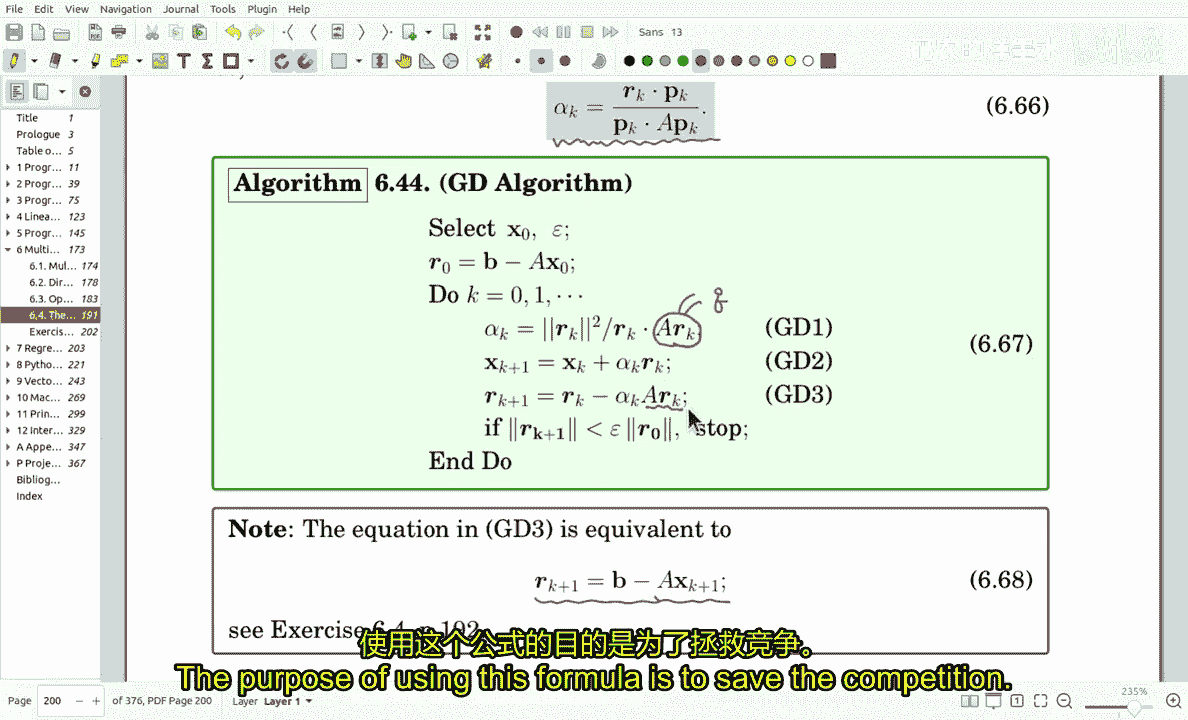 File Edit View Navigation Journal Tools Plugin Help
Sans 13
Title 1
Prologue 3
Table o... 5
1 Progr... 11
2 Progr... 39
3 Progr... 75
4 Linea... 123
5 Progr... 145
6 Multi... 173
6.1. Mul... 174
6.2. Dir... 178
6.3. Op... 183
6.4. The... 191
Exercis... 202
7 Regre... 203
8 Pytho... 221
9 Vecto... 243
10 Mac... 269
11 Prin... 299
12 Inter... 329
A Appe... 347
P Proje... 367
Bibliog...
Index
αₖ = rₖ · pₖ / pₖ · Apₖ. (6.66)
Algorithm 6.44. (GD Algorithm)
Select x₀, ε;
r₀ = b − Ax₀;
Do k = 0, 1, ⋯
αₖ = ||rₖ||²/rₖ · Arₖ (GD1)
xₖ₊₁ = xₖ + αₖrₖ; (GD2)
rₖ₊₁ = rₖ − αₖArₖ; (GD3)
(6.67)
if ‖rₖ₊₁‖ < ε ‖r₀‖, stop;
End Do
Note: The equation in (GD3) is equivalent to
rₖ₊₁ = b − Axₖ₊₁; (6.68)
see Exercise 6.4, p.192
使用这个公式的目的是为了拯救竞争。
The purpose of using this formula is to save the competition.
Page 200 of 376, PDF Page 200 Layer Layer 1 235%